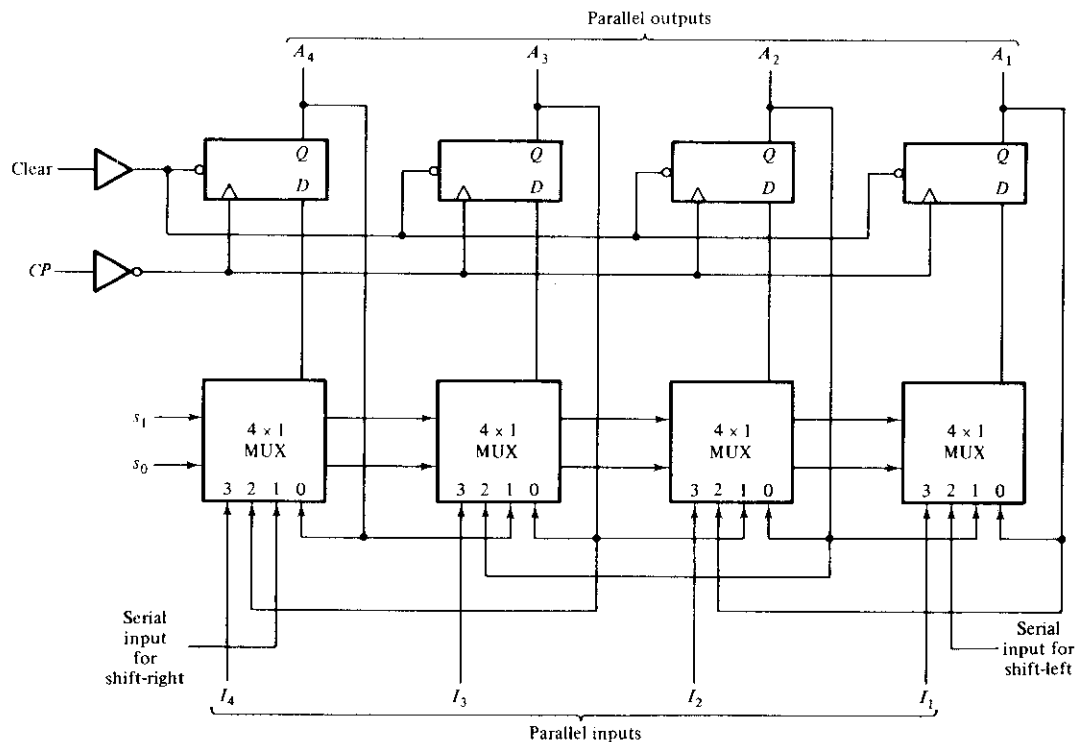 Parallel outputs
A4 A3 A2 A1
Clear
Q Q Q Q
D D D D
CP
s1
s0
4 × 1 4 × 1 4 × 1 4 × 1
MUX MUX MUX MUX
3 2 1 0 3 2 1 0 3 2 1 0 3 2 1 0
Serial
input
for
shift-right
Serial
input for
shift-left
I4 I3 I2 I1
Parallel inputs